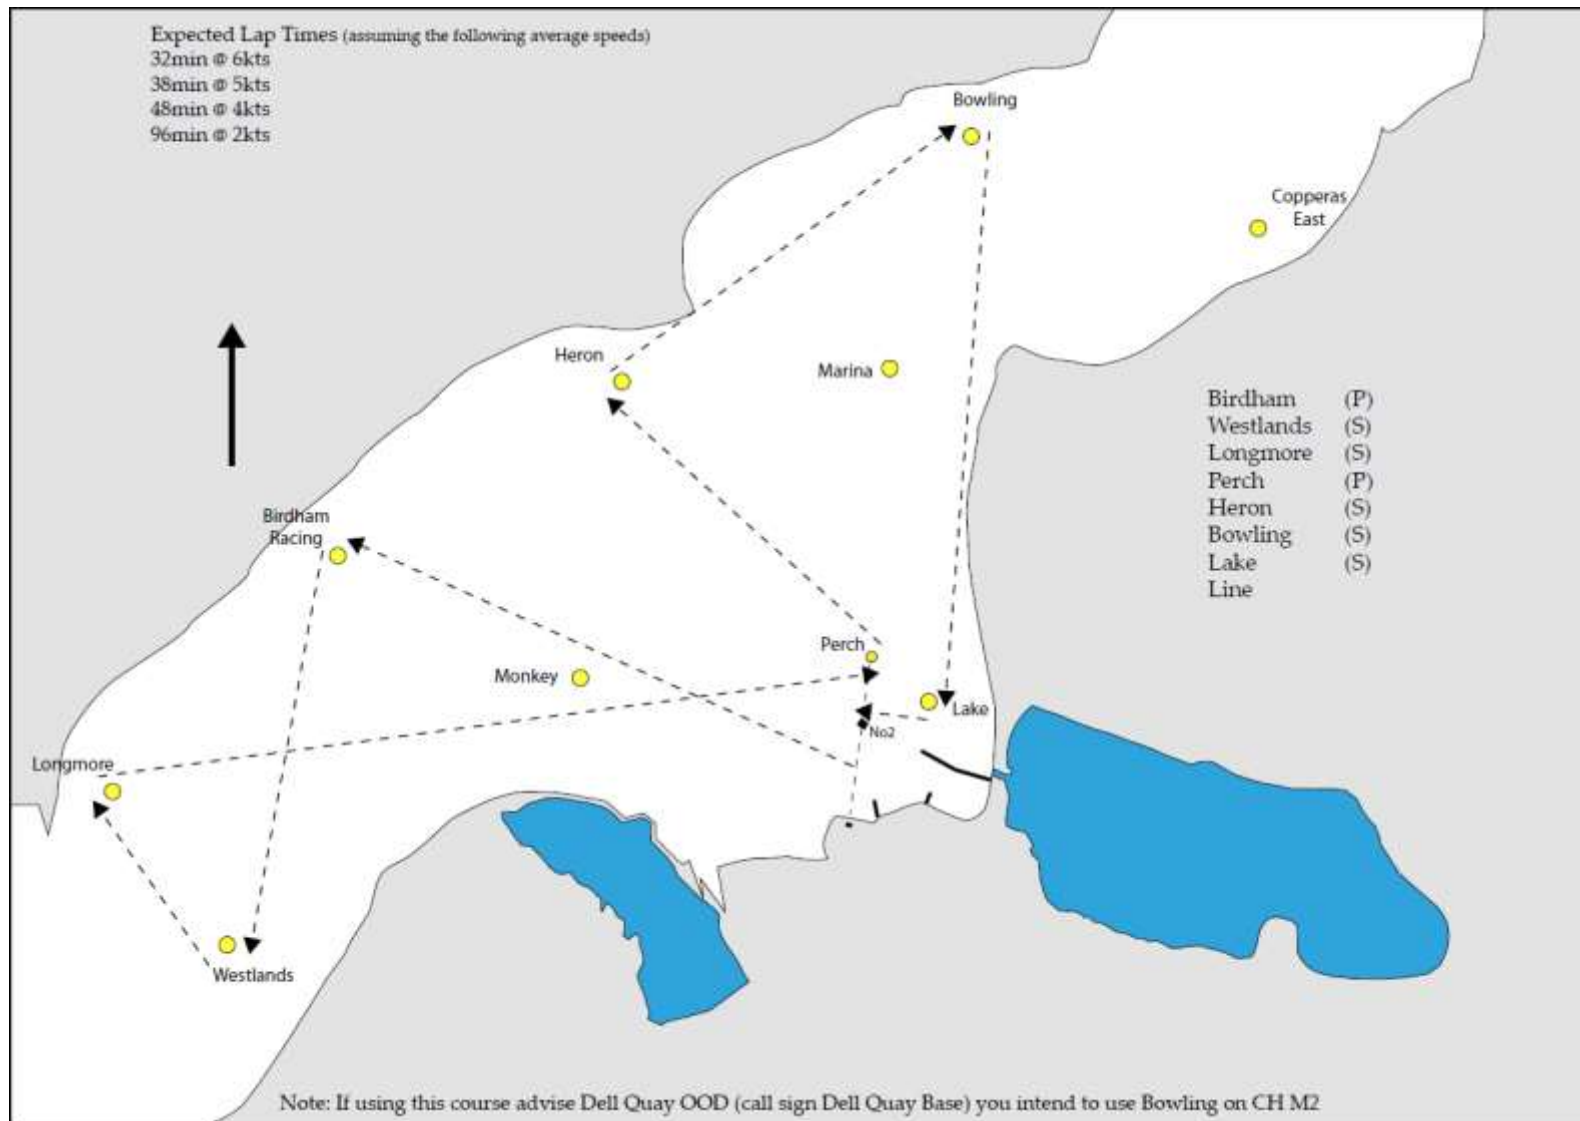 Expected Lap Times (assuming the following average speeds)
32min @ 6kts
38min @ 5kts
48min @ 4kts
96min @ 2kts
Bowling
Copperas
East
Heron
Marina
Birdham (P)
Westlands (S)
Longmore (S)
Perch (P)
Heron (S)
Bowling (S)
Lake (S)
Line
Birdham
Racing
Perch
Monkey
Lake
No2
Longmore
Westlands
Note: If using this course advise Dell Quay OOD (call sign Dell Quay Base) you intend to use Bowling on CH M2